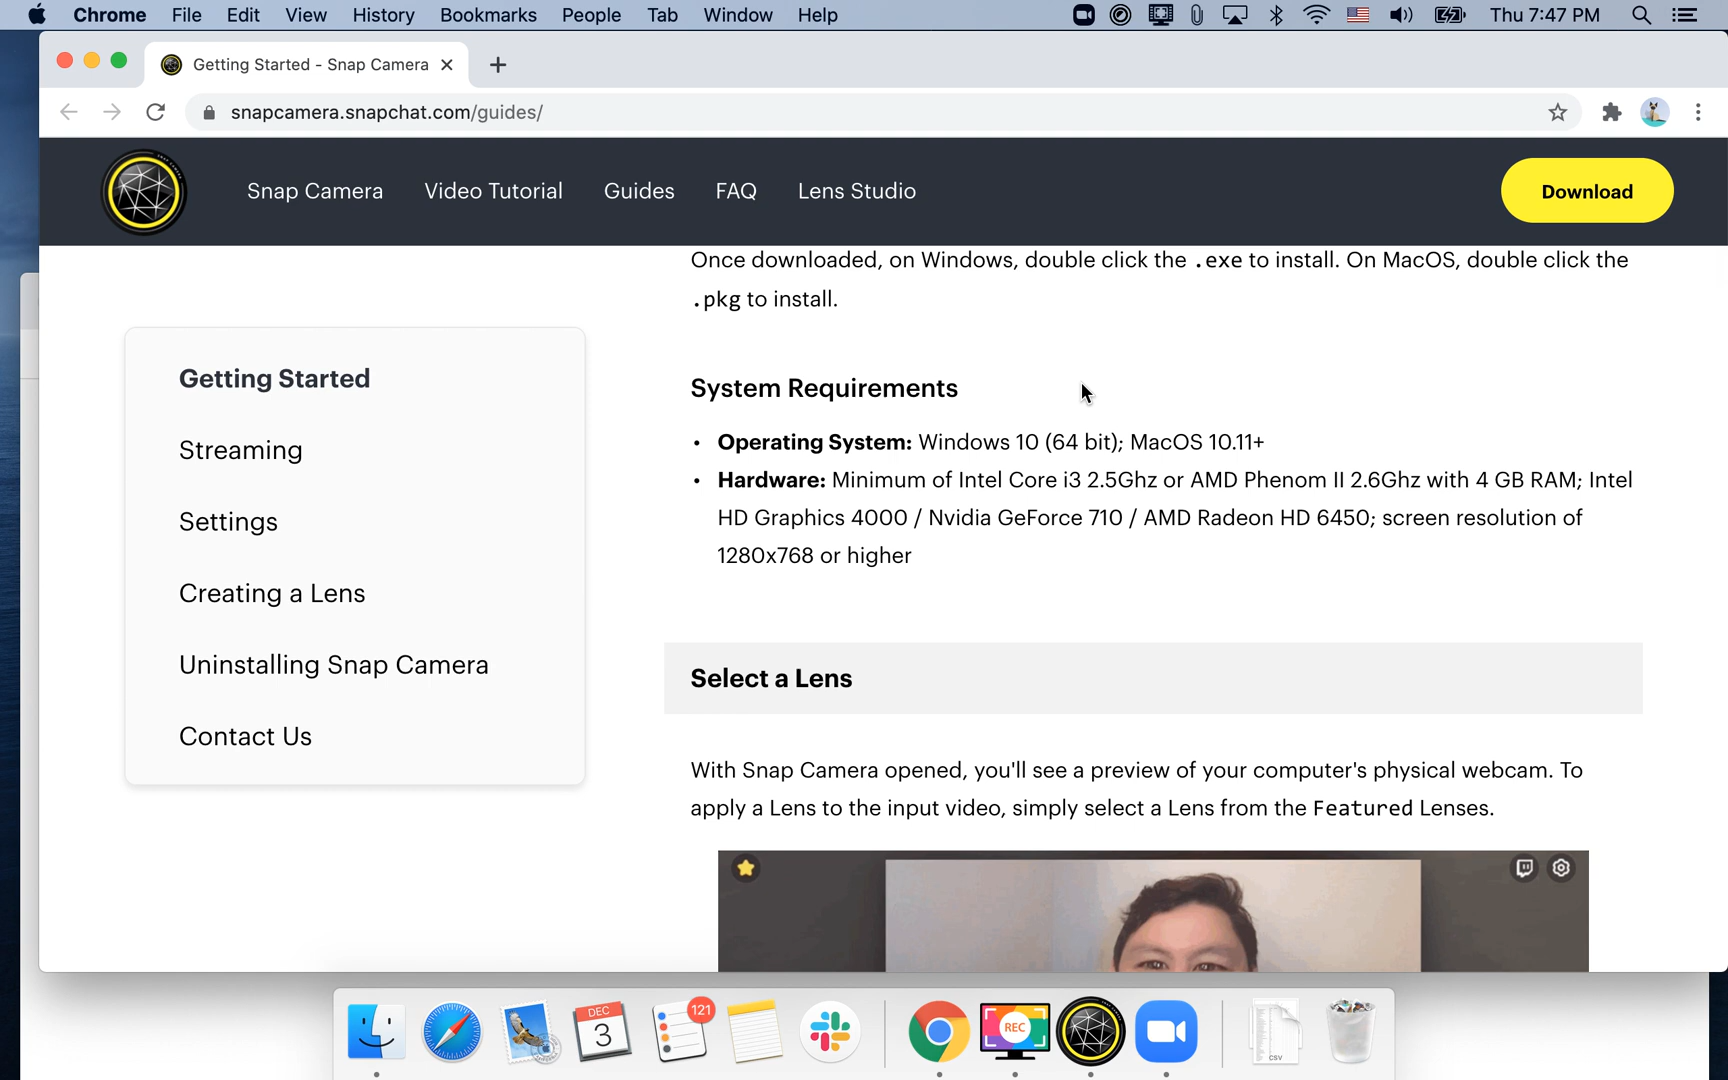 Chrome File Edit View History Bookmarks People Tab Window Help Thu 7:47 PM
Getting Started - Snap Camera
snapcamera.snapchat.com/guides/
Snap Camera Video Tutorial Guides FAQ Lens Studio Download
Once downloaded, on Windows, double click the .exe to install. On MacOS, double click the
.pkg to install.
Getting Started
Streaming
Settings
Creating a Lens
Uninstalling Snap Camera
Contact Us
System Requirements
• Operating System: Windows 10 (64 bit); MacOS 10.11+
• Hardware: Minimum of Intel Core i3 2.5Ghz or AMD Phenom II 2.6Ghz with 4 GB RAM; Intel
HD Graphics 4000 / Nvidia GeForce 710 / AMD Radeon HD 6450; screen resolution of
1280x768 or higher
Select a Lens
With Snap Camera opened, you'll see a preview of your computer's physical webcam. To
apply a Lens to the input video, simply select a Lens from the Featured Lenses.
DEC
3
121
REC
CSV